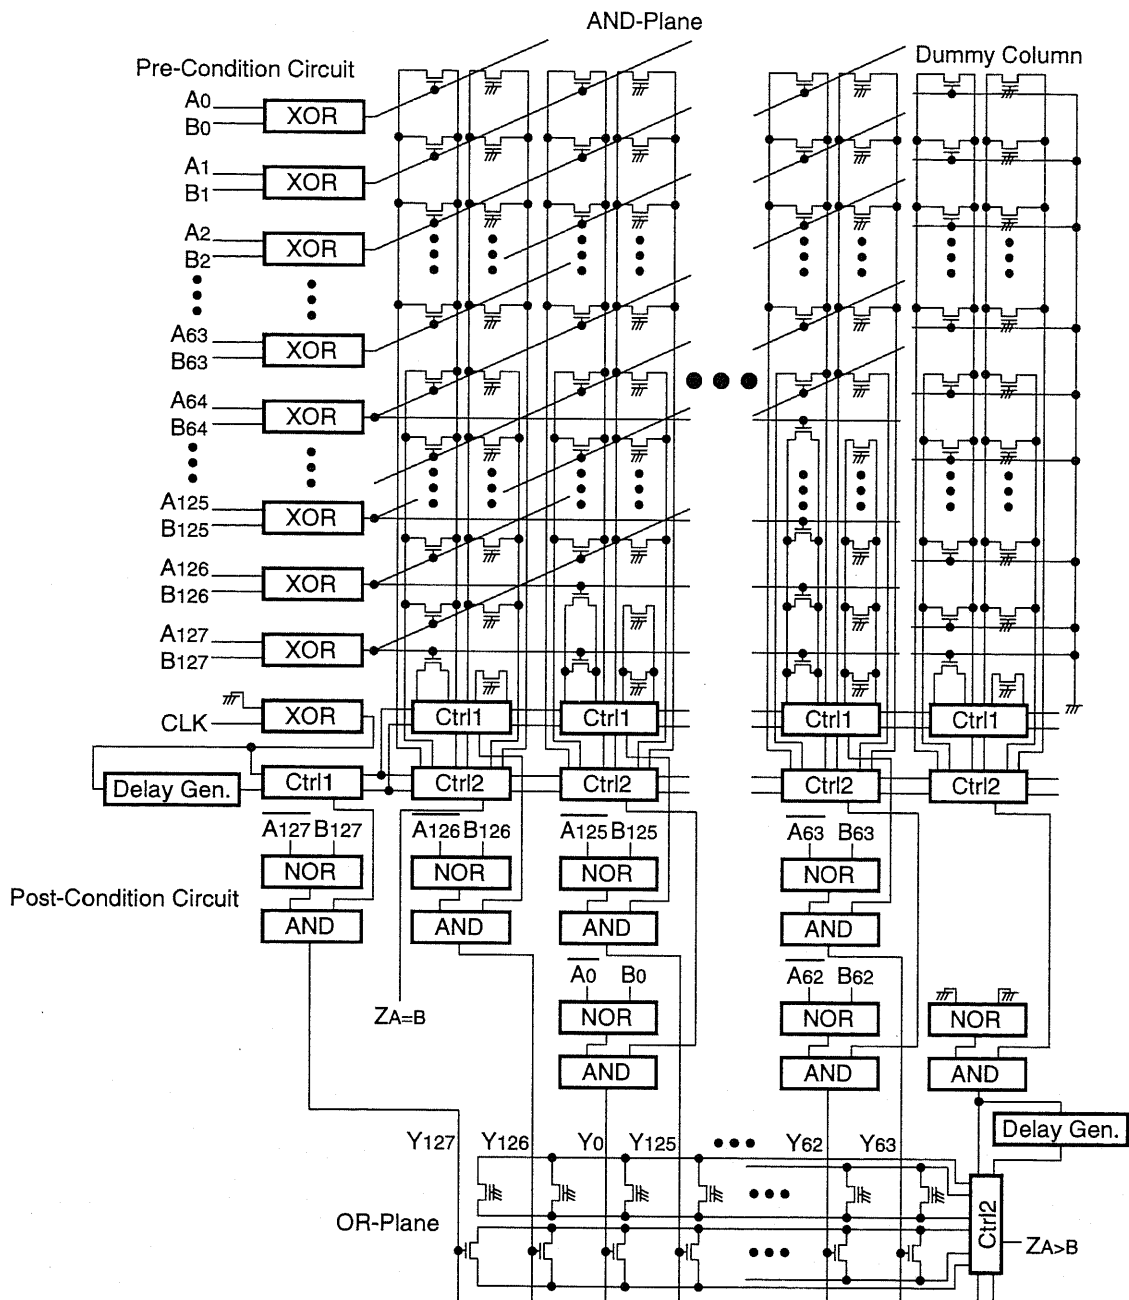 AND-Plane
Pre-Condition Circuit
Dummy Column
A0
B0
XOR
A1
B1
XOR
A2
B2
XOR
A63
B63
XOR
A64
B64
XOR
A125
B125
XOR
A126
B126
XOR
A127
B127
XOR
CLK
XOR
Ctrl1
Ctrl1
Ctrl1
Ctrl1
Delay Gen.
Ctrl1
Ctrl2
Ctrl2
Ctrl2
Ctrl2
A127 B127
A126 B126
A125 B125
A63 B63
NOR
NOR
NOR
NOR
Post-Condition Circuit
AND
AND
AND
AND
A0 B0
A62 B62
ZA=B
NOR
NOR
NOR
AND
AND
AND
Delay Gen.
Y127
Y126
Y0
Y125
Y62
Y63
OR-Plane
Ctrl2
ZA>B